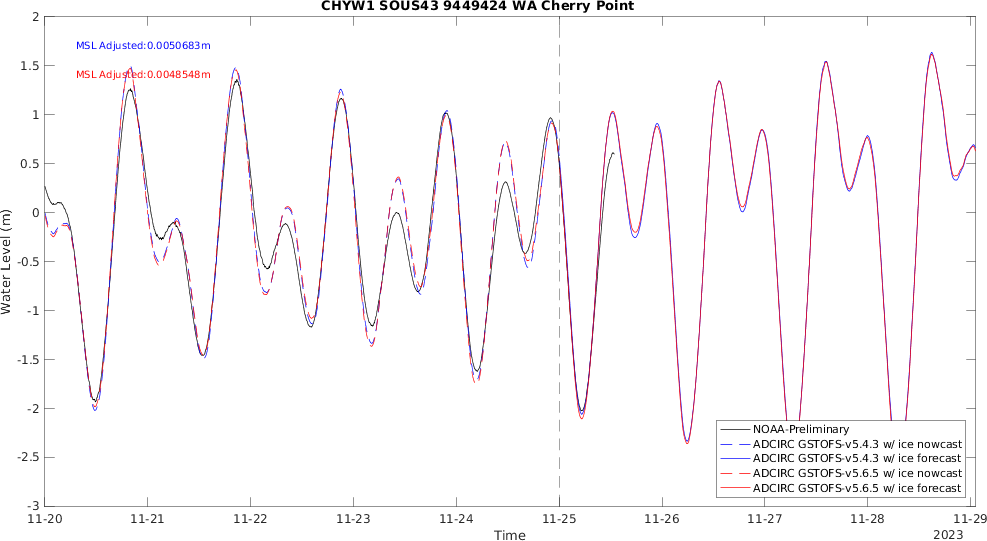 CHYW1 SOUS43 9449424 WA Cherry Point
MSL Adjusted:0.0050683m
MSL Adjusted:0.0048548m
Water Level (m)
2
1.5
1
0.5
0
-0.5
-1
-1.5
-2
-2.5
-3
NOAA-Preliminary
ADCIRC GSTOFS-v5.4.3 w/ ice nowcast
ADCIRC GSTOFS-v5.4.3 w/ ice forecast
ADCIRC GSTOFS-v5.6.5 w/ ice nowcast
ADCIRC GSTOFS-v5.6.5 w/ ice forecast
11-20 11-21 11-22 11-23 11-24 11-25 11-26 11-27 11-28 11-29
Time
2023